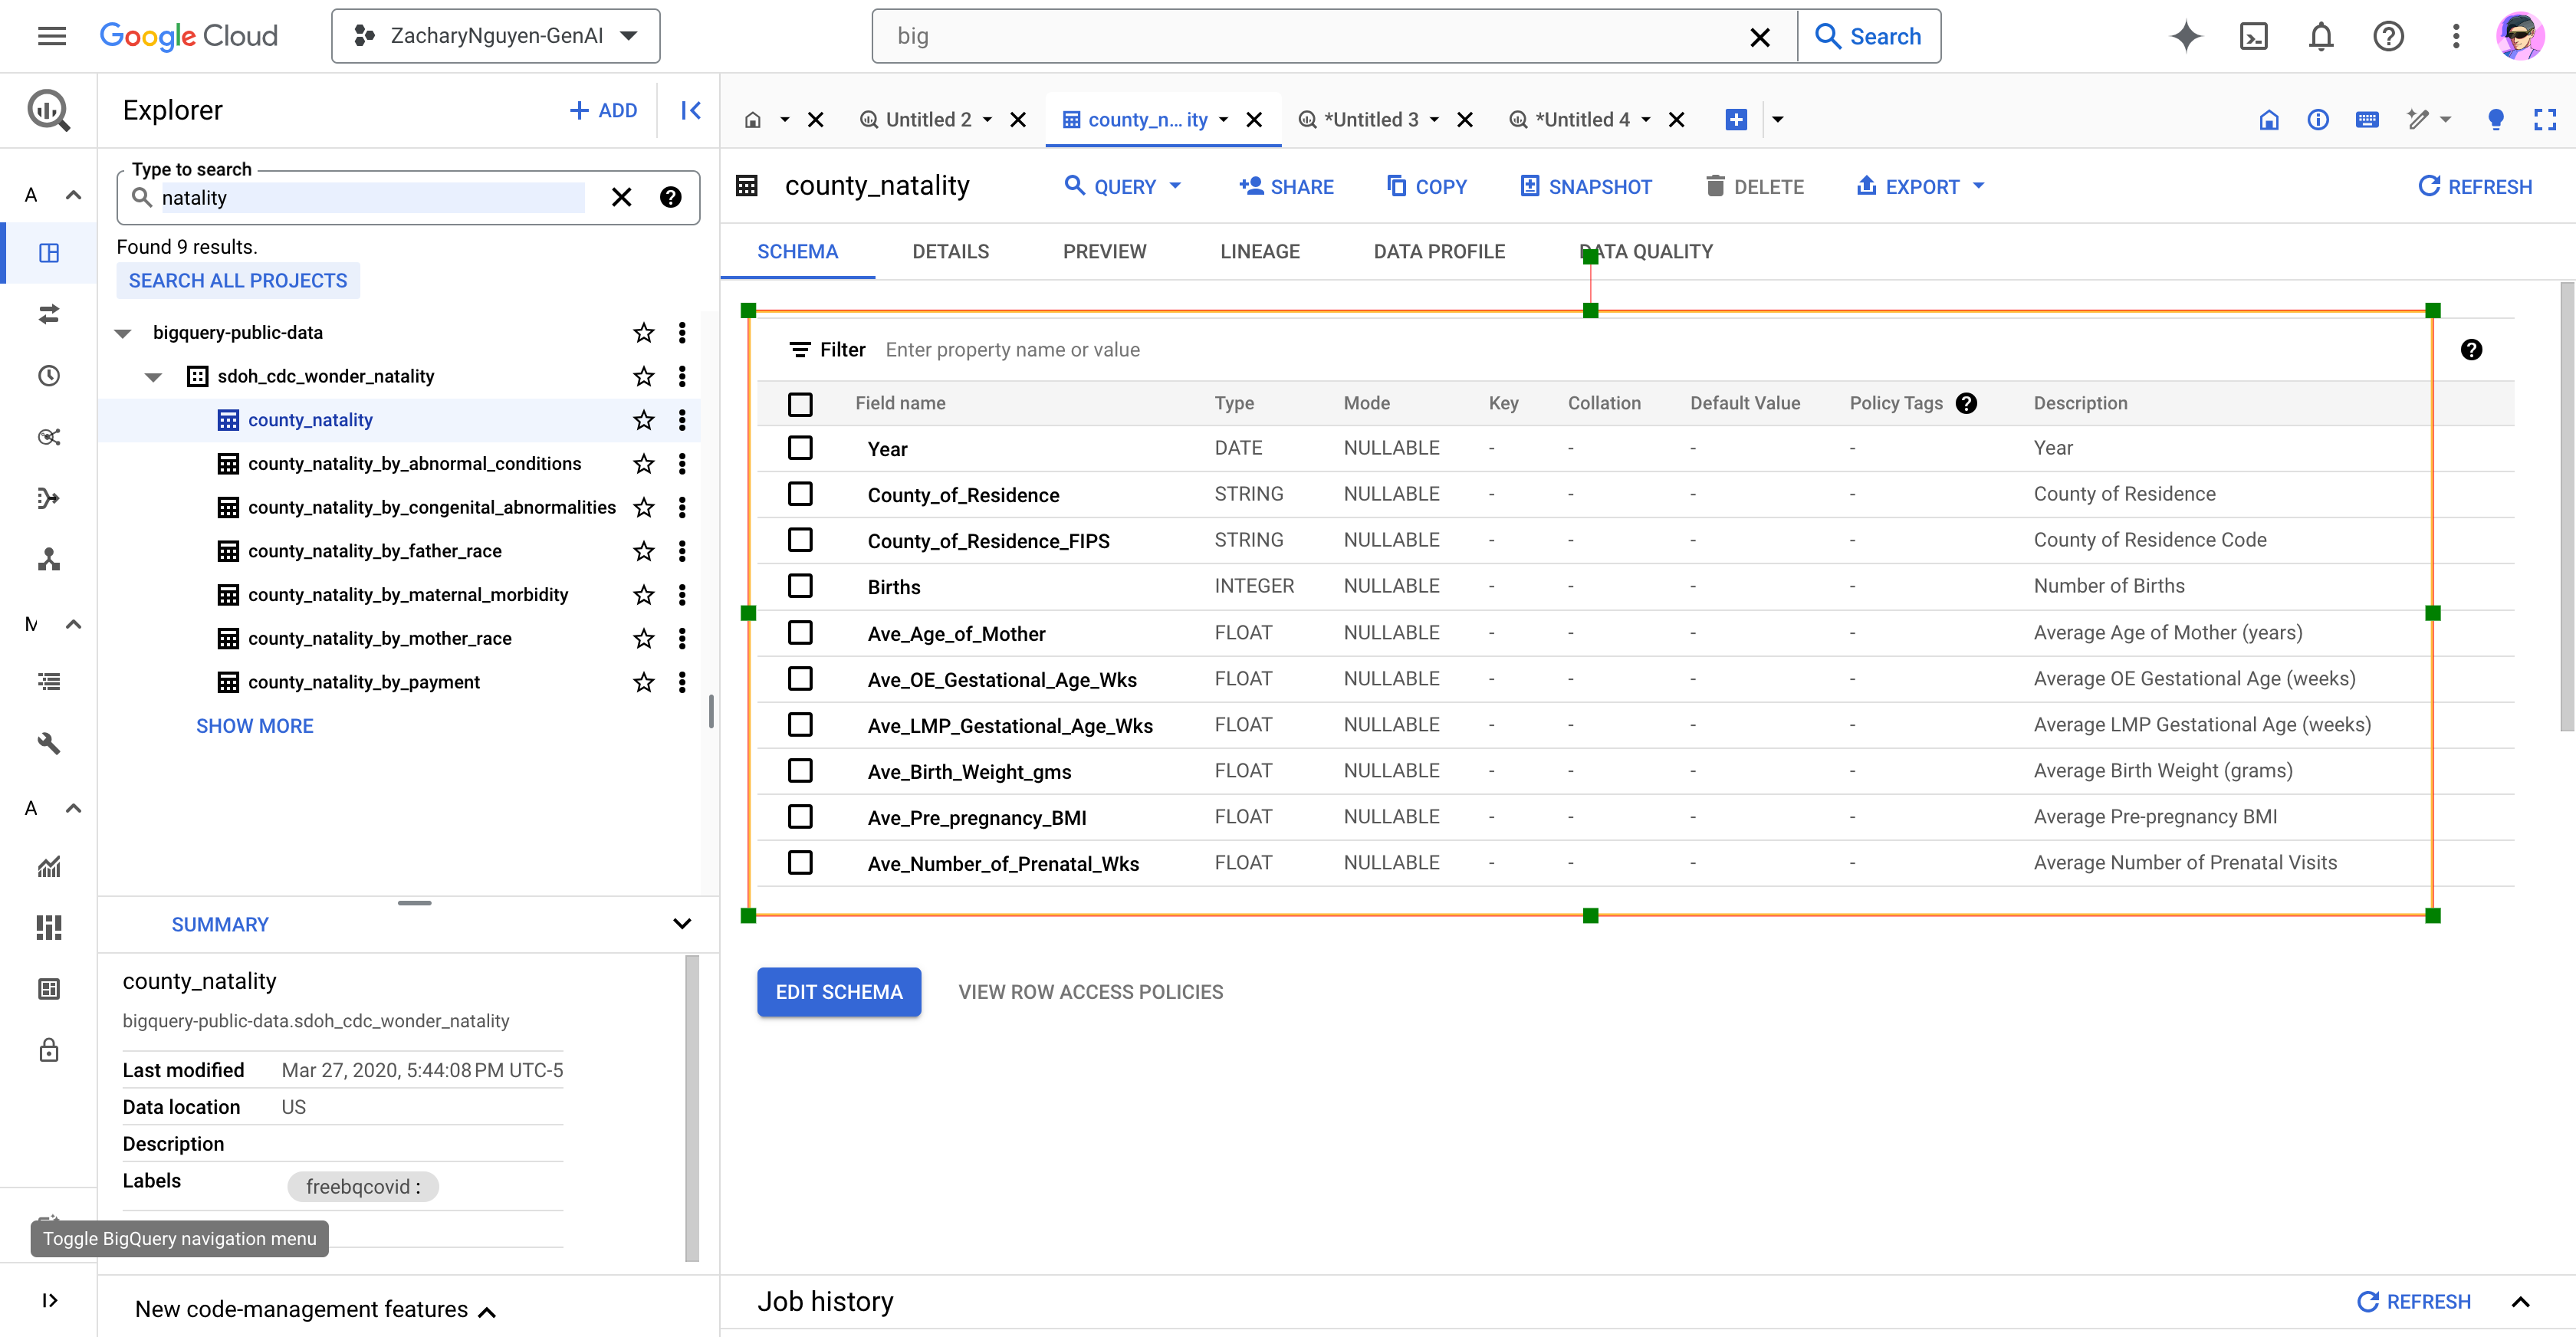 Google Cloud
ZacharyNguyen-GenAI
big
Search
Explorer
+ ADD
Untitled 2
county_n... ity
*Untitled 3
*Untitled 4
A
Type to search
natality
Found 9 results.
SEARCH ALL PROJECTS
bigquery-public-data
sdoh_cdc_wonder_natality
county_natality
county_natality_by_abnormal_conditions
county_natality_by_congenital_abnormalities
county_natality_by_father_race
county_natality_by_maternal_morbidity
county_natality_by_mother_race
county_natality_by_payment
SHOW MORE
A
SUMMARY
county_natality
bigquery-public-data.sdoh_cdc_wonder_natality
Last modified Mar 27, 2020, 5:44:08 PM UTC-5
Data location US
Description
Labels freebqcovid :
Toggle BigQuery navigation menu
New code-management features
county_natality
QUERY
SHARE
COPY
SNAPSHOT
DELETE
EXPORT
REFRESH
SCHEMA
DETAILS
PREVIEW
LINEAGE
DATA PROFILE
DATA QUALITY
Filter Enter property name or value
Field name Type Mode Key Collation Default Value Policy Tags Description
Year DATE NULLABLE - - - - Year
County_of_Residence STRING NULLABLE - - - - County of Residence
County_of_Residence_FIPS STRING NULLABLE - - - - County of Residence Code
Births INTEGER NULLABLE - - - - Number of Births
Ave_Age_of_Mother FLOAT NULLABLE - - - - Average Age of Mother (years)
Ave_OE_Gestational_Age_Wks FLOAT NULLABLE - - - - Average OE Gestational Age (weeks)
Ave_LMP_Gestational_Age_Wks FLOAT NULLABLE - - - - Average LMP Gestational Age (weeks)
Ave_Birth_Weight_gms FLOAT NULLABLE - - - - Average Birth Weight (grams)
Ave_Pre_pregnancy_BMI FLOAT NULLABLE - - - - Average Pre-pregnancy BMI
Ave_Number_of_Prenatal_Wks FLOAT NULLABLE - - - - Average Number of Prenatal Visits
EDIT SCHEMA
VIEW ROW ACCESS POLICIES
Job history
REFRESH